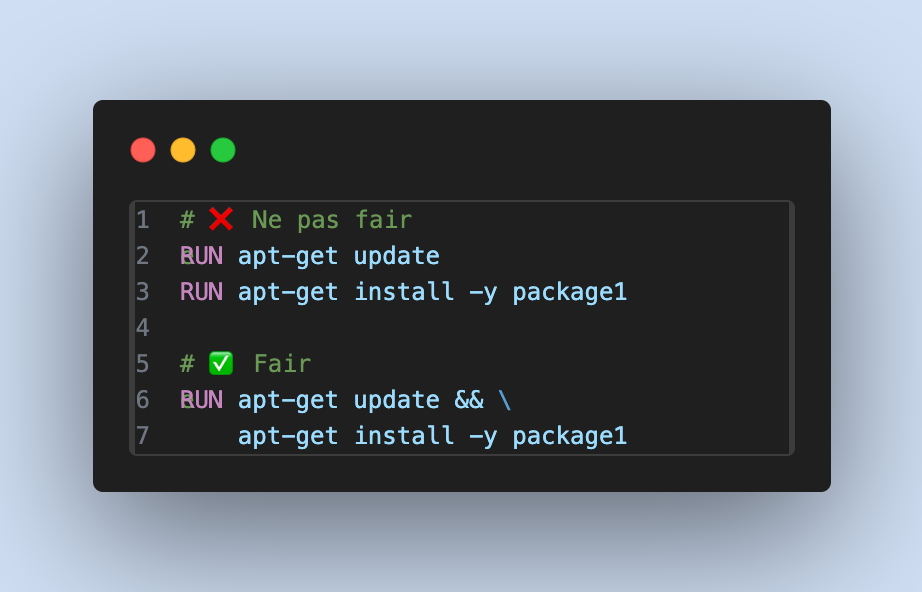 1 # ❌ Ne pas fair
2 RUN apt-get update
3 RUN apt-get install -y package1
4
5 # ✅ Fair
6 RUN apt-get update && \
7     apt-get install -y package1